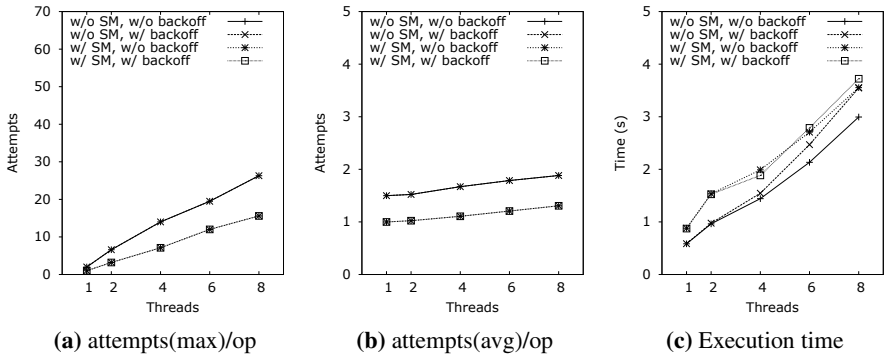 70
60
50
40
30
20
10
0
Attempts
w/o SM, w/o backoff
w/o SM, w/ backoff
w/ SM, w/o backoff
w/ SM, w/ backoff
1 2 4 6 8
Threads
(a) attempts(max)/op
5
4
3
2
1
0
Attempts
w/o SM, w/o backoff
w/o SM, w/ backoff
w/ SM, w/o backoff
w/ SM, w/ backoff
1 2 4 6 8
Threads
(b) attempts(avg)/op
5
4
3
2
1
0
Time (s)
w/o SM, w/o backoff
w/o SM, w/ backoff
w/ SM, w/o backoff
w/ SM, w/ backoff
1 2 4 6 8
Threads
(c) Execution time